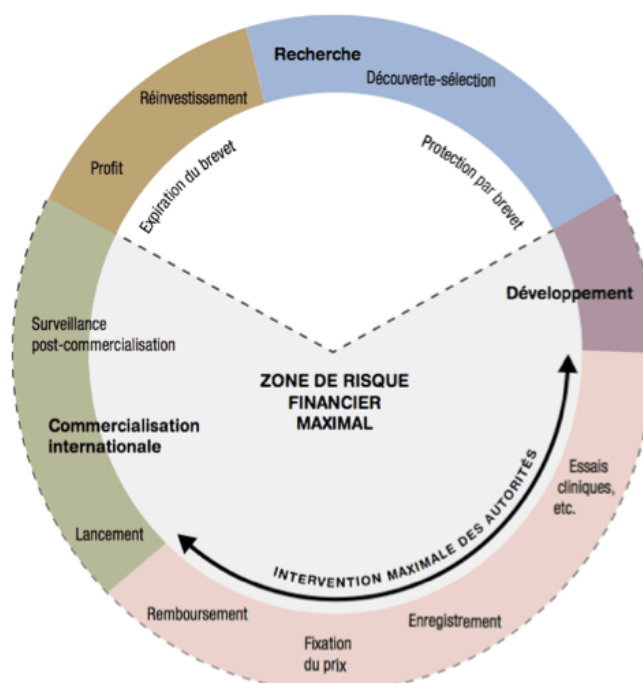 Recherche
Découverte-sélection
Réinvestissement
Profit
Expiration du brevet
Protection par brevet
Développement
Surveillance
post-commercialisation
ZONE DE RISQUE
FINANCIER
MAXIMAL
Commercialisation
internationale
Essais
cliniques,
etc.
Lancement
INTERVENTION MAXIMALE DES AUTORITÉS
Remboursement
Enregistrement
Fixation
du prix